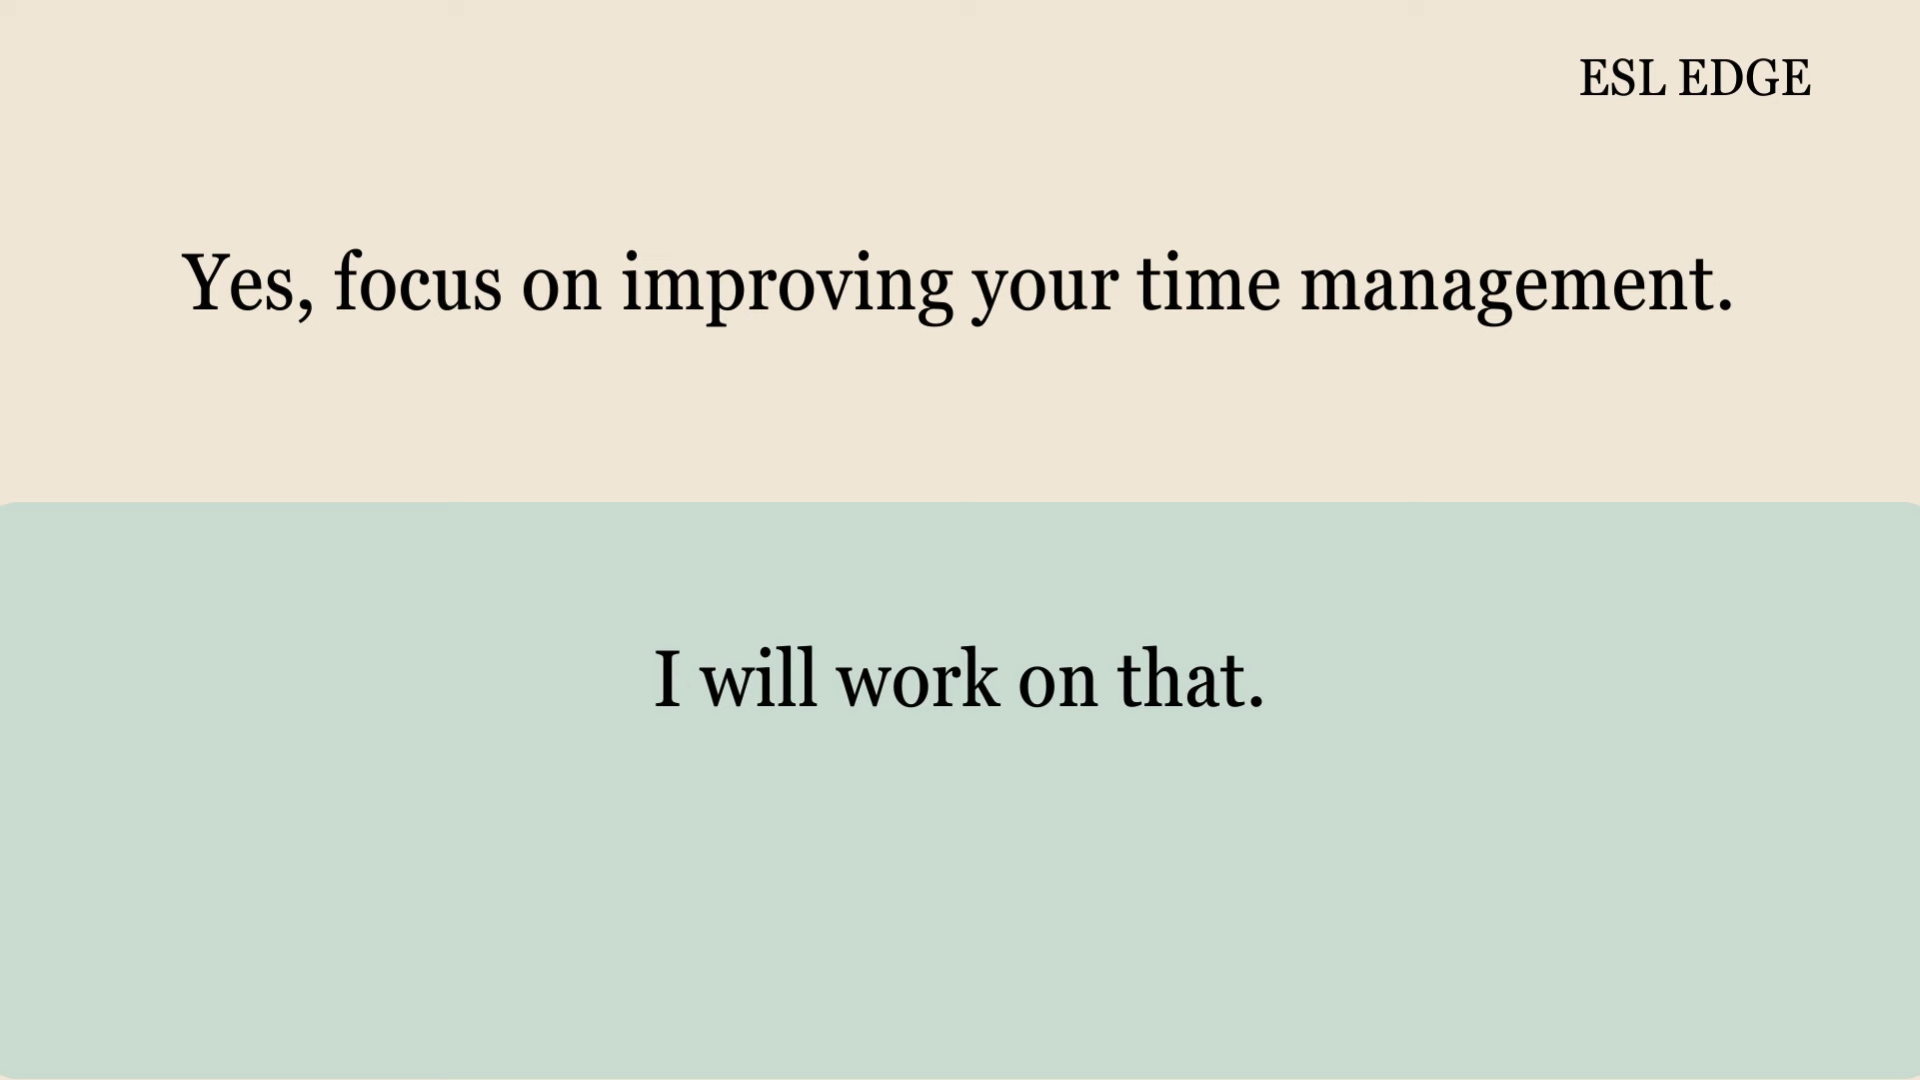 ESL EDGE
Yes, focus on improving your time management.
I will work on that.